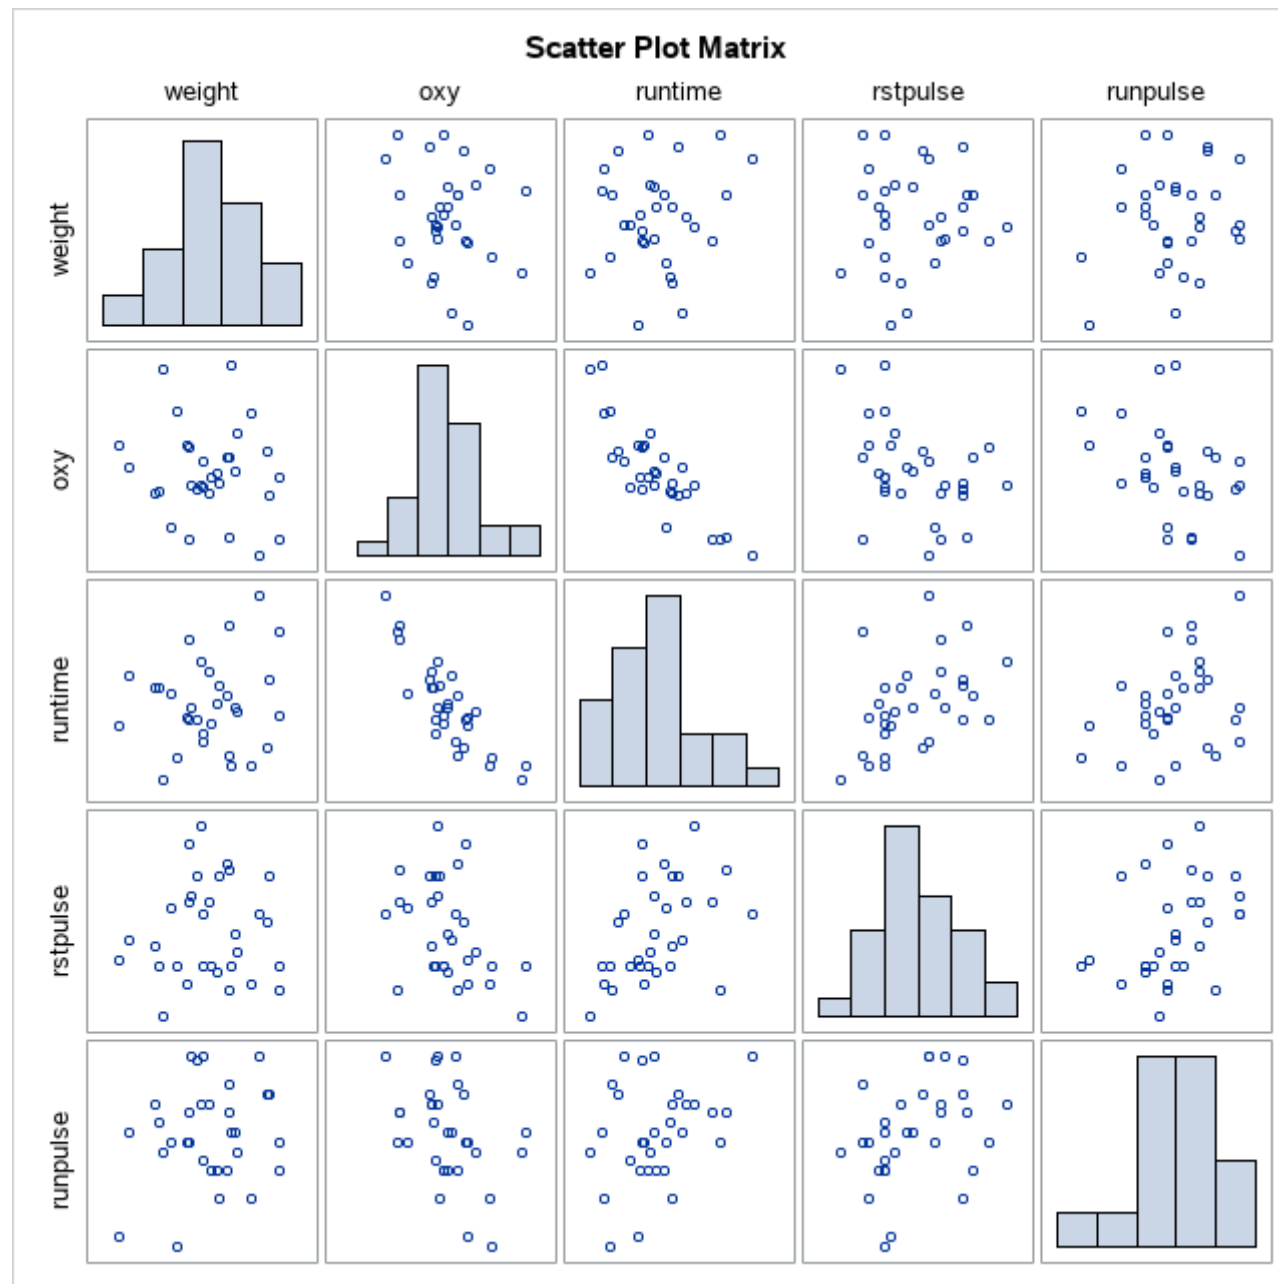 Scatter Plot Matrix
weight oxy runtime rstpulse runpulse
weight
oxy
runtime
rstpulse
runpulse